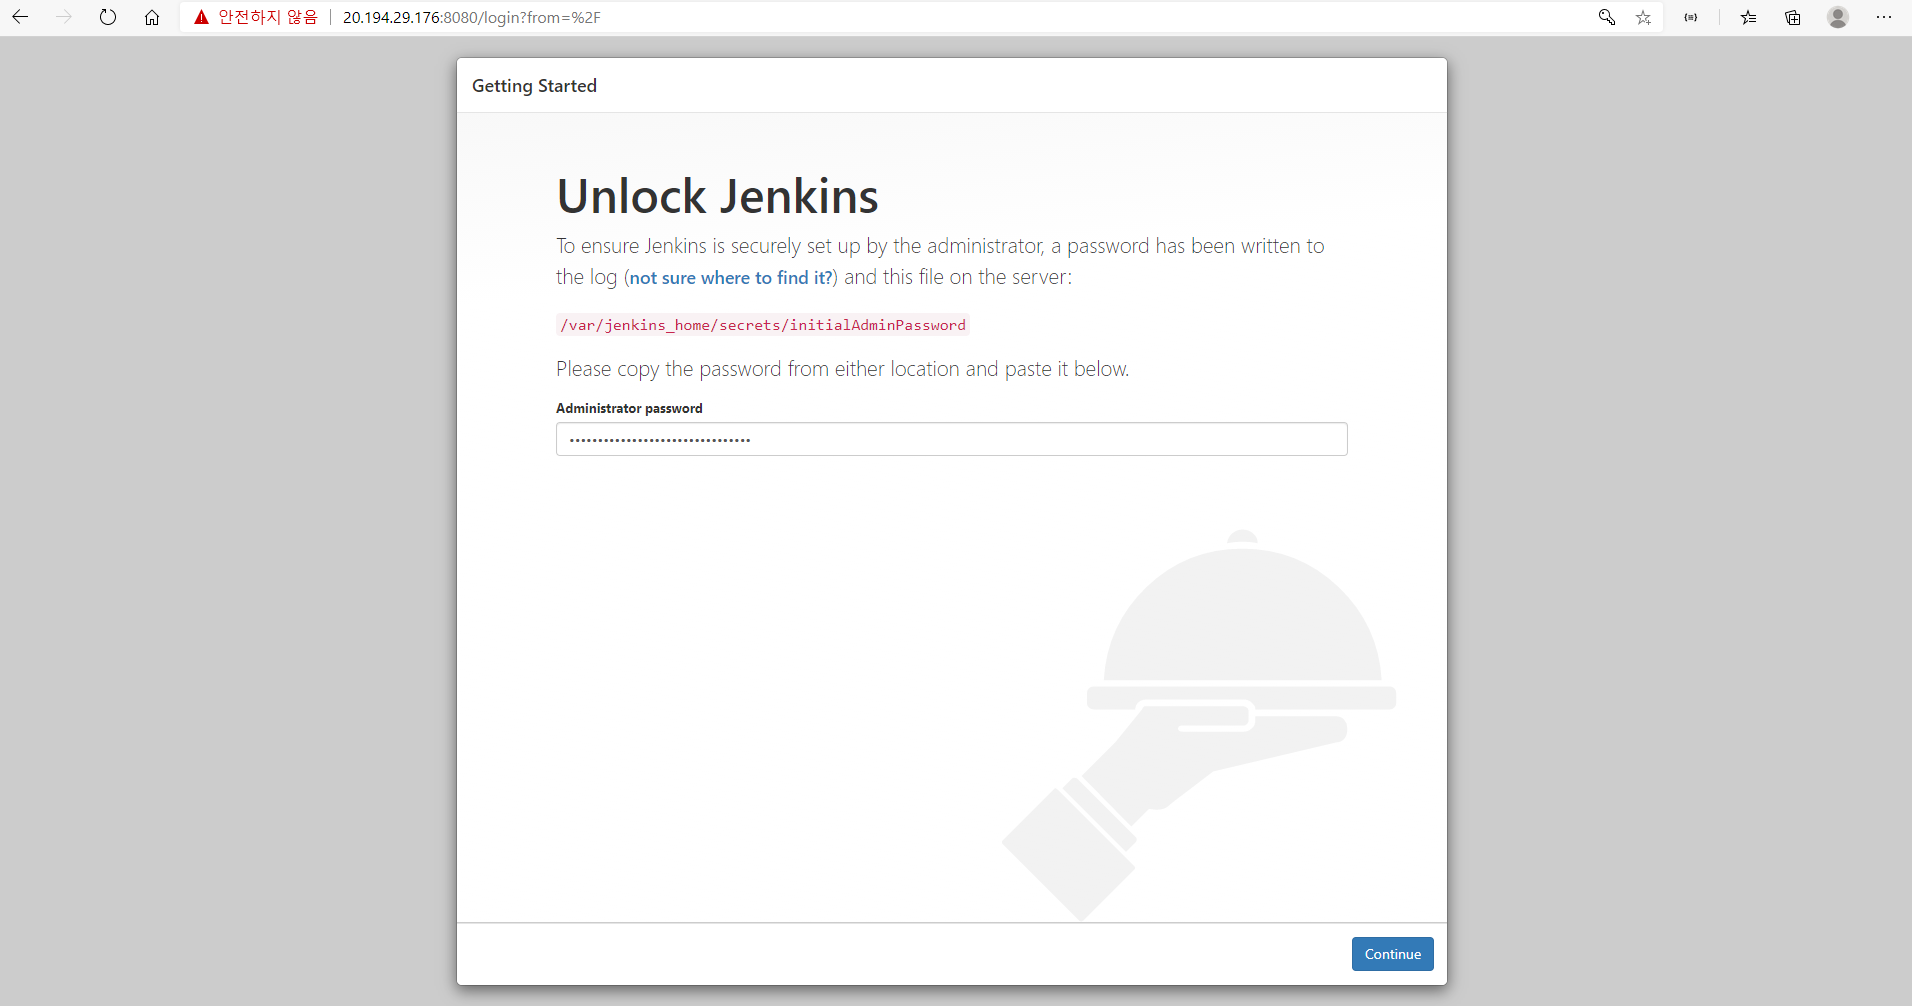 안전하지 않음 | 20.194.29.176:8080/login?from=%2F
Getting Started
Unlock Jenkins
To ensure Jenkins is securely set up by the administrator, a password has been written to
the log (not sure where to find it?) and this file on the server:
/var/jenkins_home/secrets/initialAdminPassword
Please copy the password from either location and paste it below.
Administrator password
••••••••••••••••••••••••••••••••
Continue